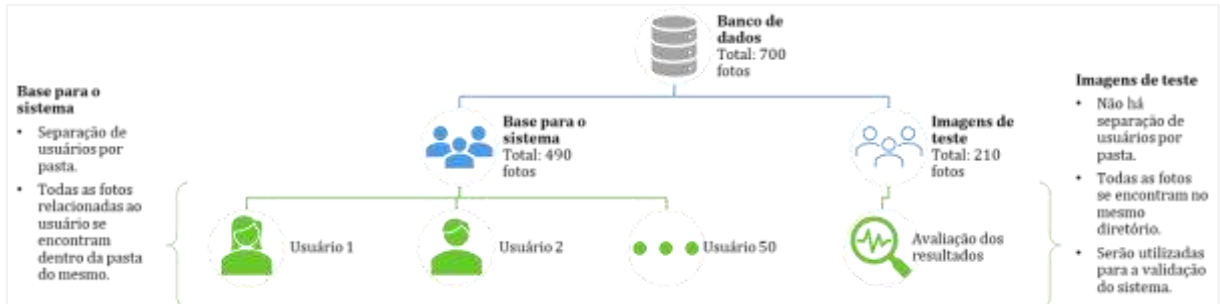 Banco de
dados
Total: 700
fotos
Base para o
sistema
• Separação de
usuários por
pasta.
• Todas as fotos
relacionadas ao
usuário se
encontram
dentro da pasta
do mesmo.
Base para o
sistema
Total: 490
fotos
Imagens de
teste
Total: 210
fotos
Imagens de teste
• Não há
separação de
usuários por
pasta.
• Todas as fotos
se encontram no
mesmo
diretório.
• Serão utilizadas
para a validação
do sistema.
Usuário 1
Usuário 2
Usuário 50
Avaliação dos
resultados